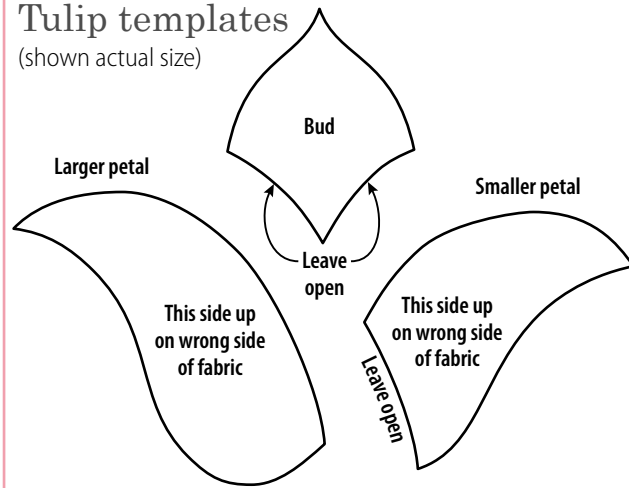 Tulip templates
(shown actual size)
Bud
Larger petal
Smaller petal
Leave
open
This side up
on wrong side
of fabric
This side up
on wrong side
of fabric
Leave open